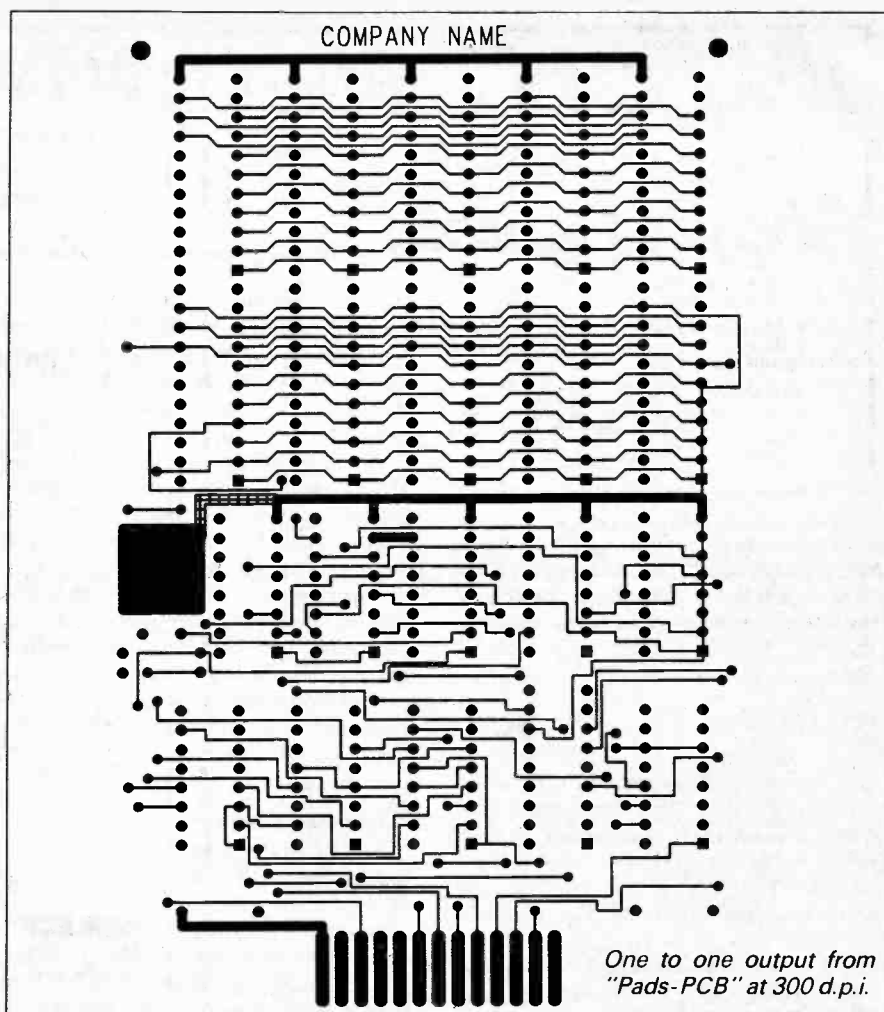 COMPANY NAME
One to one output from
"Pads-PCB" at 300 d.p.i.